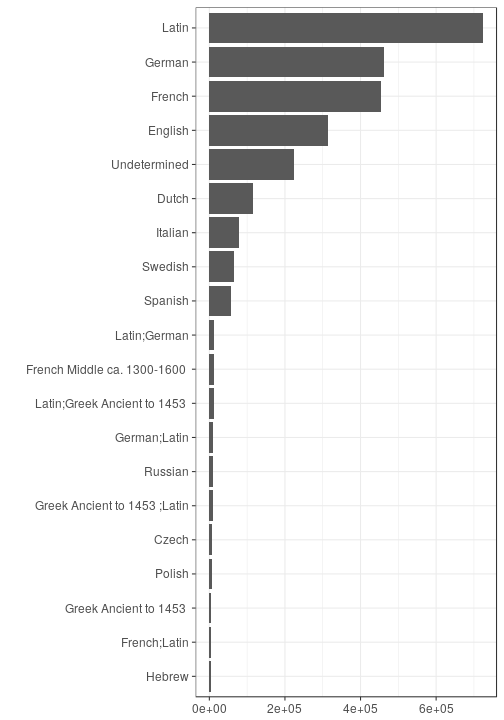 Latin
German
French
English
Undetermined
Dutch
Italian
Swedish
Spanish
Latin;German
French Middle ca. 1300-1600
Latin;Greek Ancient to 1453
German;Latin
Russian
Greek Ancient to 1453 ;Latin
Czech
Polish
Greek Ancient to 1453
French;Latin
Hebrew
0e+00 2e+05 4e+05 6e+05